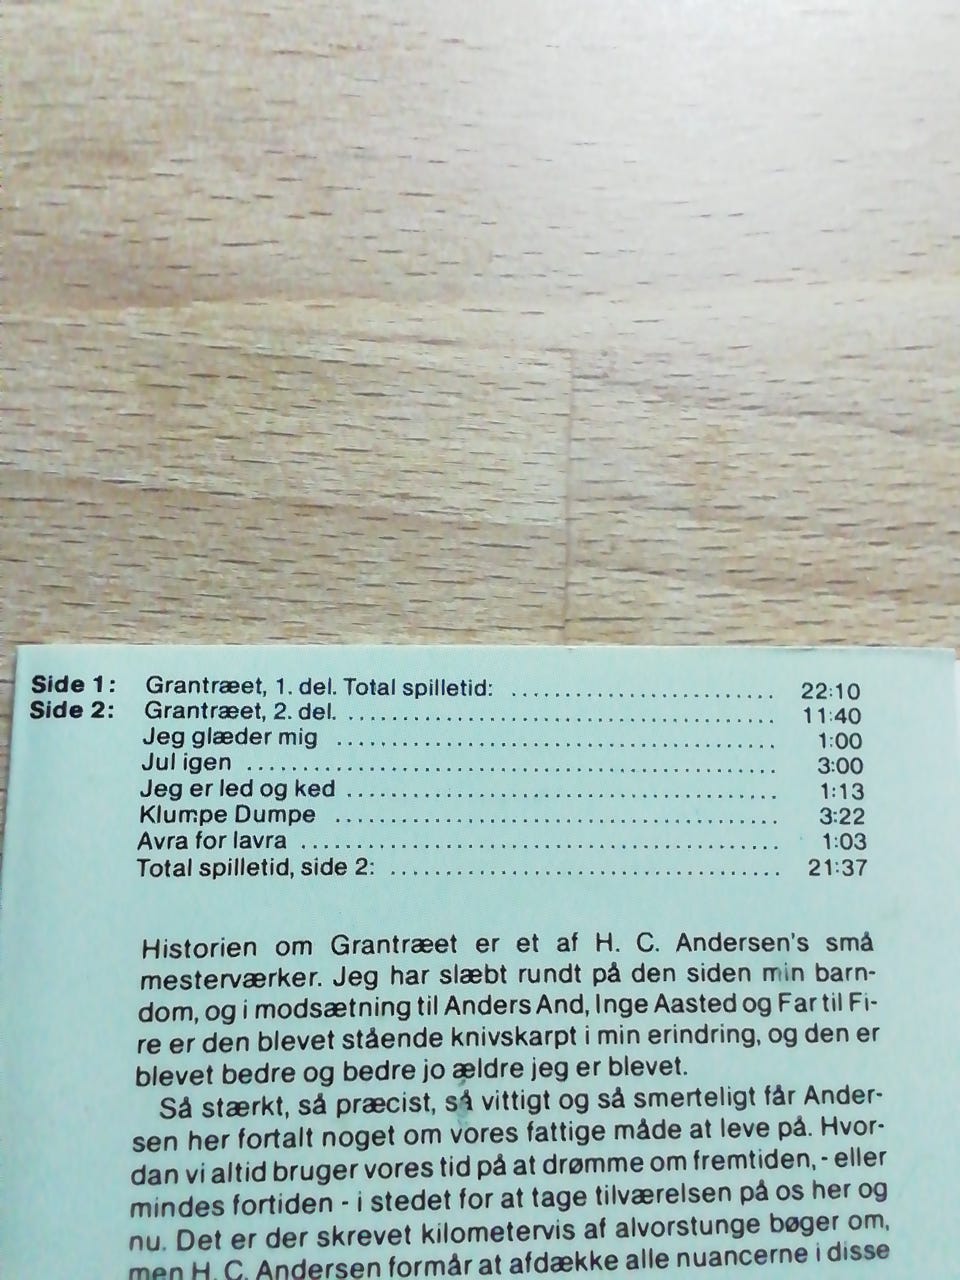 Side 1: Grantræet, 1. del. Total spilletid: .......................... 22:10
Side 2: Grantræet, 2. del. ....................................... 11:40
Jeg glæder mig ........................................ 1:00
Jul igen ................................................ 3:00
Jeg er led og ked ....................................... 1:13
Klumpe Dumpe ........................................ 3:22
Avra for lavra ........................................... 1:03
Total spilletid, side 2: ................................... 21:37
Historien om Grantræet er et af H. C. Andersen's små
mesterværker. Jeg har slæbt rundt på den siden min barn-
dom, og i modsætning til Anders And, Inge Aasted og Far til Fi-
re er den blevet stående knivskarpt i min erindring, og den er
blevet bedre og bedre jo ældre jeg er blevet.
Så stærkt, så præcist, så vittigt og så smerteligt får Ander-
sen her fortalt noget om vores fattige måde at leve på. Hvor-
dan vi altid bruger vores tid på at drømme om fremtiden, - eller
mindes fortiden - i stedet for at tage tilværelsen på os her og
nu. Det er der skrevet kilometervis af alvorstunge bøger om,
men H. C. Andersen formår at afdække alle nuancerne i disse